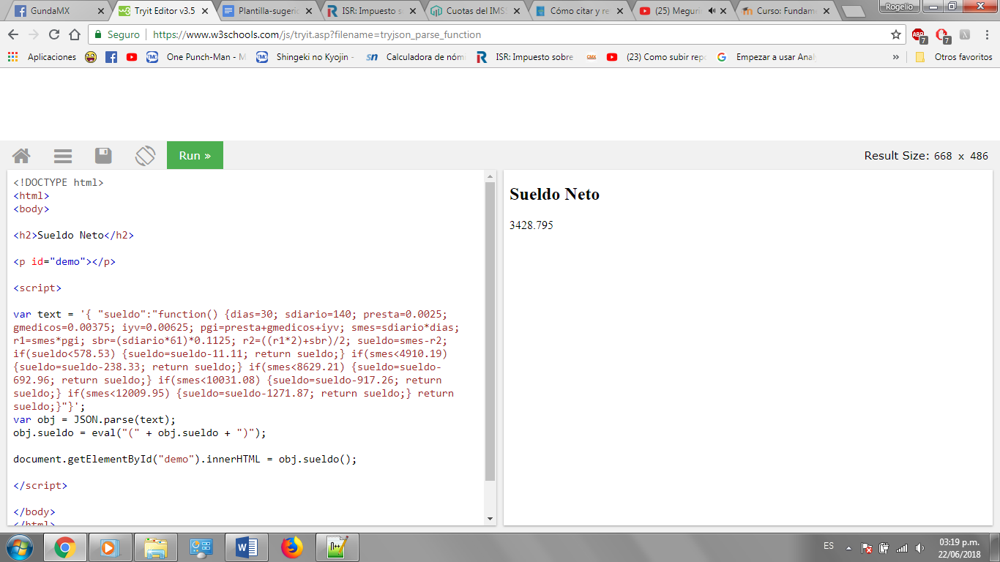 GundaMX
Tryit Editor v3.5
Plantilla-sugeric
ISR: Impuesto s
Cuotas del IMSS
Cómo citar y re
(25) Meguri
Curso: Fundam
Rogelio
Seguro
https://www.w3schools.com/js/tryit.asp?filename=tryjson_parse_function
ABP 7
7
Aplicaciones
One Punch-Man - M
Shingeki no Kyojin -
sn
Calculadora de nóm
ISR: Impuesto sobre
(23) Como subir repo
Empezar a usar Anal
»
Otros favoritos
Run »
Result Size: 668 x 486
<!DOCTYPE html>
<html>
<body>
<h2>Sueldo Neto</h2>
<p id="demo"></p>
<script>
var text = '{ "sueldo":"function() {dias=30; sdiario=140; presta=0.0025;
gmedicos=0.00375; iyv=0.00625; pgi=presta+gmedicos+iyv; smes=sdiario*dias;
r1=smes*pgi; sbr=(sdiario*61)*0.1125; r2=((r1*2)+sbr)/2; sueldo=smes-r2;
if(sueldo<578.53) {sueldo=sueldo-11.11; return sueldo;} if(smes<4910.19)
{sueldo=sueldo-238.33; return sueldo;} if(smes<8629.21) {sueldo=sueldo-
692.96; return sueldo;} if(smes<10031.08) {sueldo=sueldo-917.26; return
sueldo;} if(smes<12009.95) {sueldo=sueldo-1271.87; return sueldo;} return
sueldo;}"}';
var obj = JSON.parse(text);
obj.sueldo = eval("(" + obj.sueldo + ")");
document.getElementById("demo").innerHTML = obj.sueldo();
</script>
</body>
</html>
Sueldo Neto
3428.795
ES
03:19 p.m.
22/06/2018